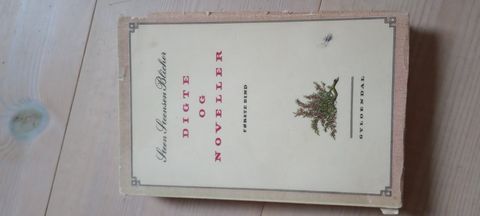 Steen Steensen Blicher
DIGTE
OG
NOVELLER
FØRSTE BIND
GYLDENDAL